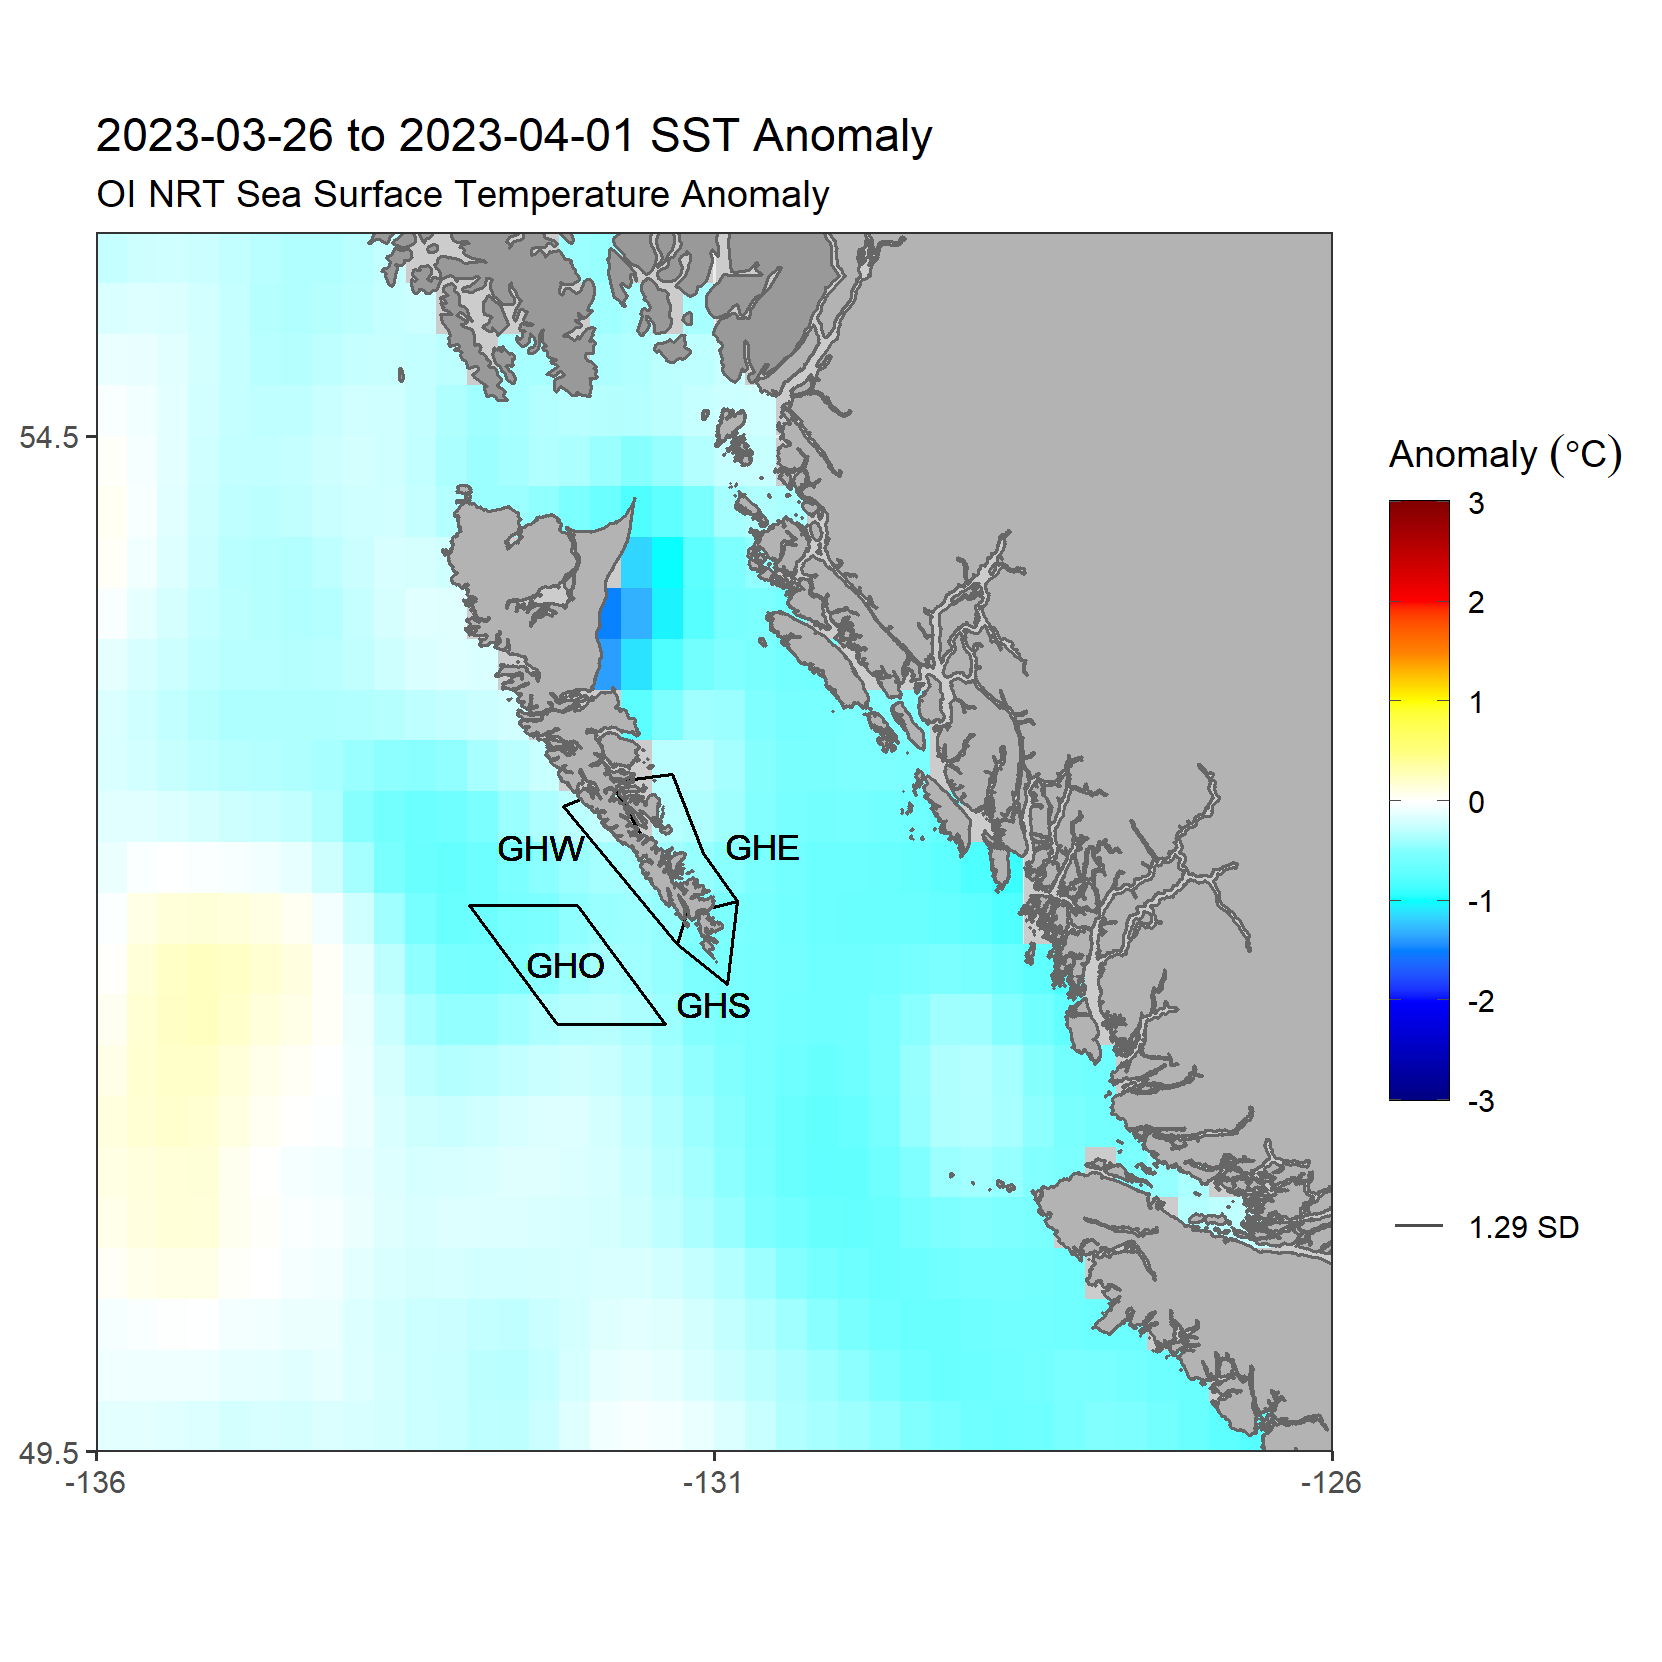 2023-03-26 to 2023-04-01 SST Anomaly
OI NRT Sea Surface Temperature Anomaly
54.5
49.5
-136
-131
-126
GHW
GHE
GHO
GHS
Anomaly (°C)
3
2
1
0
-1
-2
-3
1.29 SD